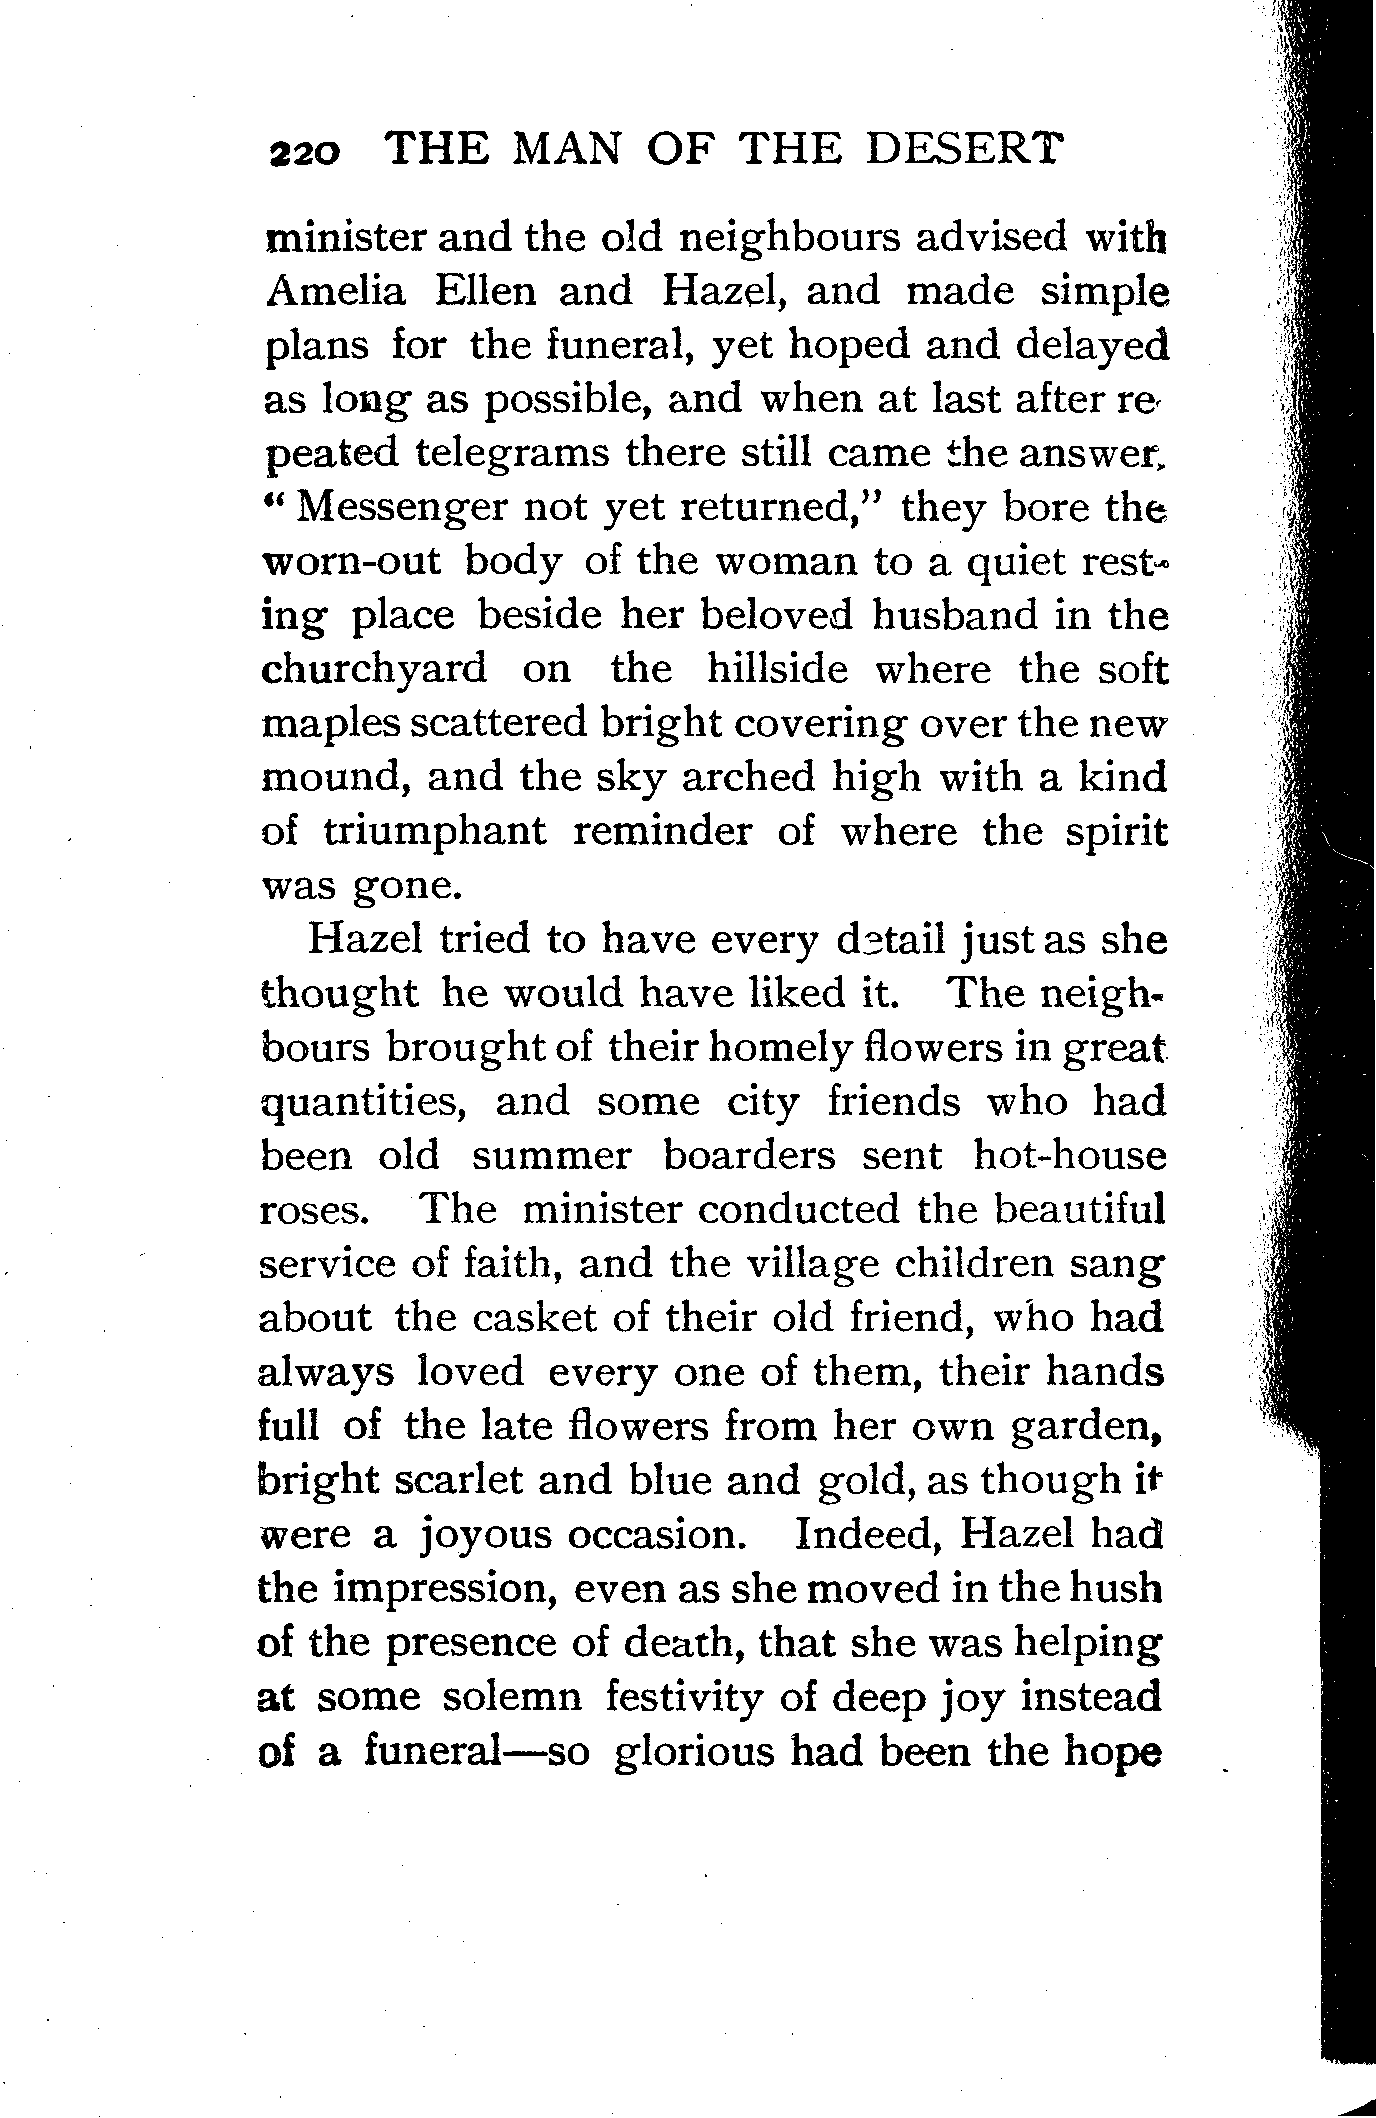 220 THE MAN OF THE DESERT
minister and the old neighbours advised with
Amelia Ellen and Hazel, and made simple
plans for the funeral, yet hoped and delayed
as long as possible, and when at last after re-
peated telegrams there still came the answer,
“ Messenger not yet returned,” they bore the
worn-out body of the woman to a quiet rest-
ing place beside her beloved husband in the
churchyard on the hillside where the soft
maples scattered bright covering over the new
mound, and the sky arched high with a kind
of triumphant reminder of where the spirit
was gone.
Hazel tried to have every detail just as she
thought he would have liked it. The neigh-
bours brought of their homely flowers in great
quantities, and some city friends who had
been old summer boarders sent hot-house
roses. The minister conducted the beautiful
service of faith, and the village children sang
about the casket of their old friend, who had
always loved every one of them, their hands
full of the late flowers from her own garden,
bright scarlet and blue and gold, as though it
were a joyous occasion. Indeed, Hazel had
the impression, even as she moved in the hush
of the presence of death, that she was helping
at some solemn festivity of deep joy instead
of a funeral—so glorious had been the hope